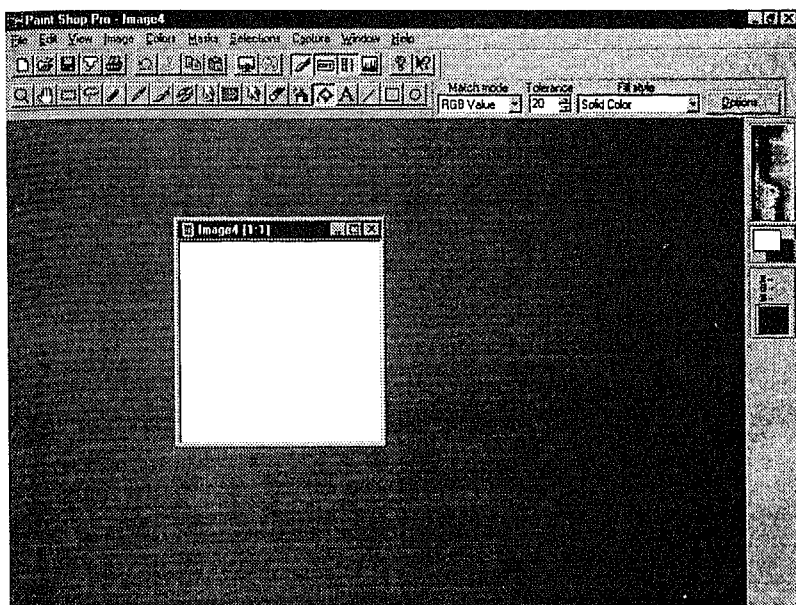 Paint Shop Pro - Image4
File Edit View Image Colors Masks Selections Capture Window Help
Match mode Tolerance Fill style
RGB Value 20 Solid Color Options
Image4 [1:1]